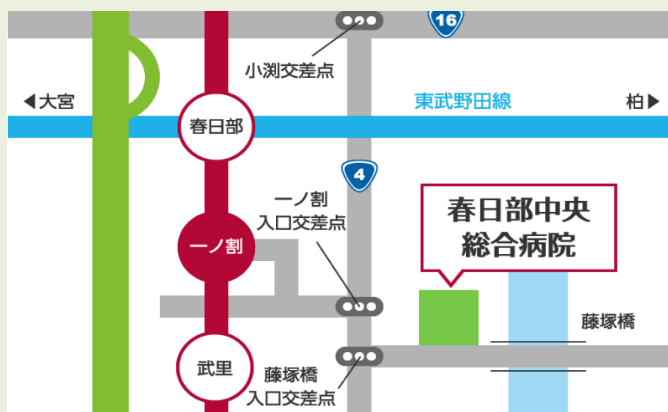 16
小渕交差点
◀大宮
東武野田線
柏▶
春日部
4
一ノ割
入口交差点
春日部中央
総合病院
一ノ割
藤塚橋
武里
藤塚橋
入口交差点